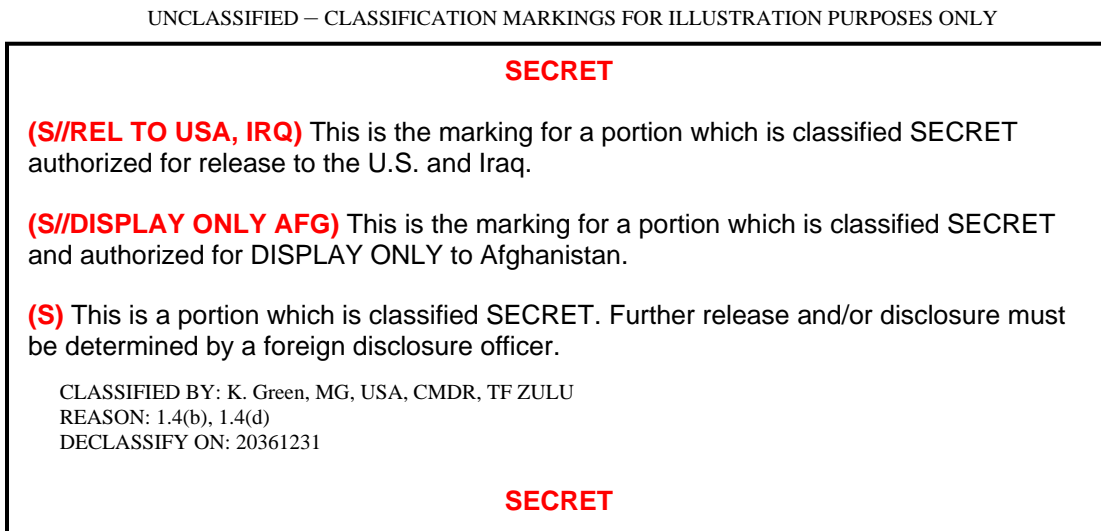 UNCLASSIFIED – CLASSIFICATION MARKINGS FOR ILLUSTRATION PURPOSES ONLY
SECRET
(S//REL TO USA, IRQ) This is the marking for a portion which is classified SECRET
authorized for release to the U.S. and Iraq.
(S//DISPLAY ONLY AFG) This is the marking for a portion which is classified SECRET
and authorized for DISPLAY ONLY to Afghanistan.
(S) This is a portion which is classified SECRET. Further release and/or disclosure must
be determined by a foreign disclosure officer.
CLASSIFIED BY: K. Green, MG, USA, CMDR, TF ZULU
REASON: 1.4(b), 1.4(d)
DECLASSIFY ON: 20361231
SECRET